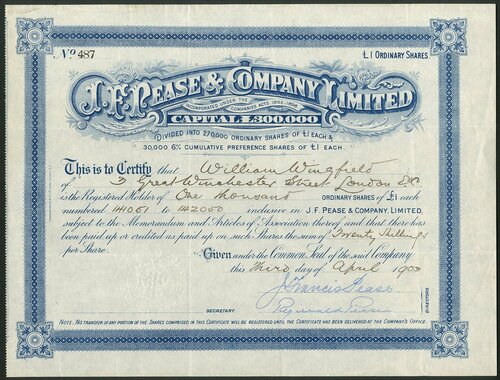 No 487
£1 ORDINARY SHARES.
J. F. PEASE & COMPANY LIMITED
INCORPORATED UNDER THE COMPANIES ACTS 1862-1898
CAPITAL £300,000
DIVIDED INTO 270,000 ORDINARY SHARES OF £1 EACH &
30,000 6% CUMULATIVE PREFERENCE SHARES OF £1 EACH.
This is to Certify that William Wingfield
of 3 Great Winchester Street London E.C
is the Registered Holder of One thousand ORDINARY SHARES of £1 each
numbered 141051 to 142050 inclusive in J. F. PEASE & COMPANY, LIMITED,
subject to the Memorandum and Articles of Association thereof and that there has
been paid up or credited as paid up on such Shares the sum of Twenty Shillings
per Share.
Given under the Common Seal of the said Company
this third day of April 1900
J Francis Pease
Reginald Pease
DIRECTORS.
SECRETARY.
NOTE, NO TRANSFER OF ANY PORTION OF THE SHARES COMPRISED IN THIS CERTIFICATE WILL BE REGISTERED UNTIL THE CERTIFICATE HAS BEEN DELIVERED AT THE COMPANY'S OFFICE.